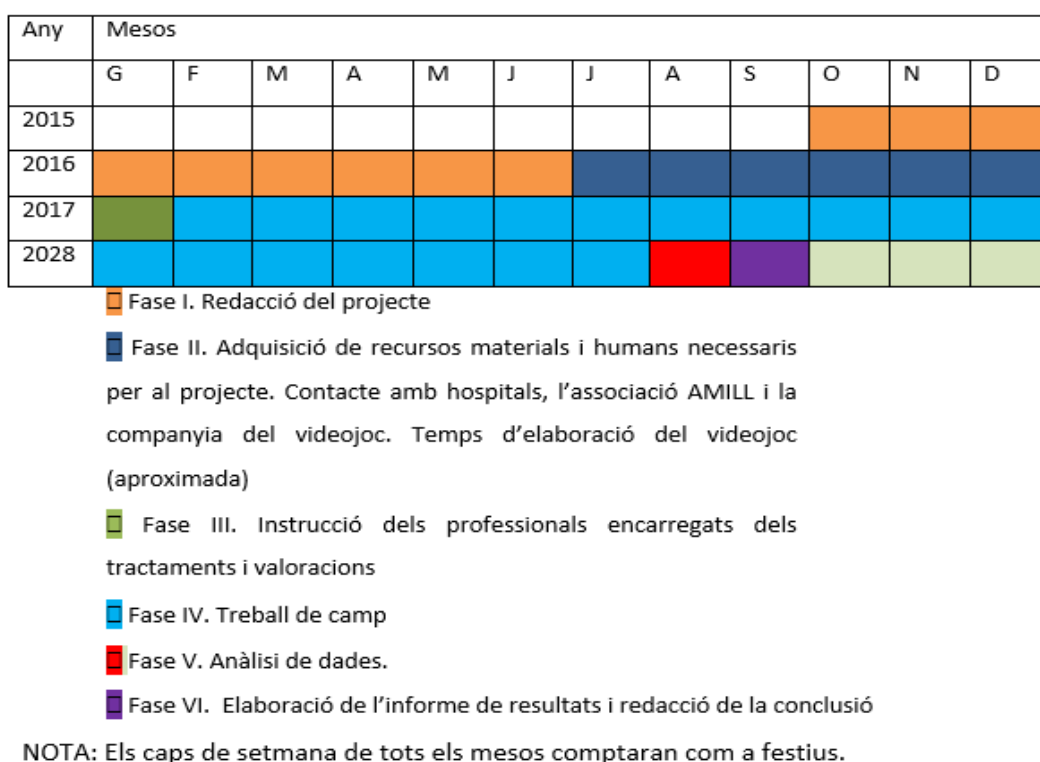 Any Mesos
G F M A M J J A S O N D
2015
2016
2017
2028
Fase I. Redacció del projecte
Fase II. Adquisició de recursos materials i humans necessaris
per al projecte. Contacte amb hospitals, l’associació AMILL i la
companyia del videojoc. Temps d’elaboració del videojoc
(aproximada)
Fase III. Instrucció dels professionals encarregats dels
tractaments i valoracions
Fase IV. Treball de camp
Fase V. Anàlisi de dades.
Fase VI. Elaboració de l’informe de resultats i redacció de la conclusió
NOTA: Els caps de setmana de tots els mesos comptaran com a festius.